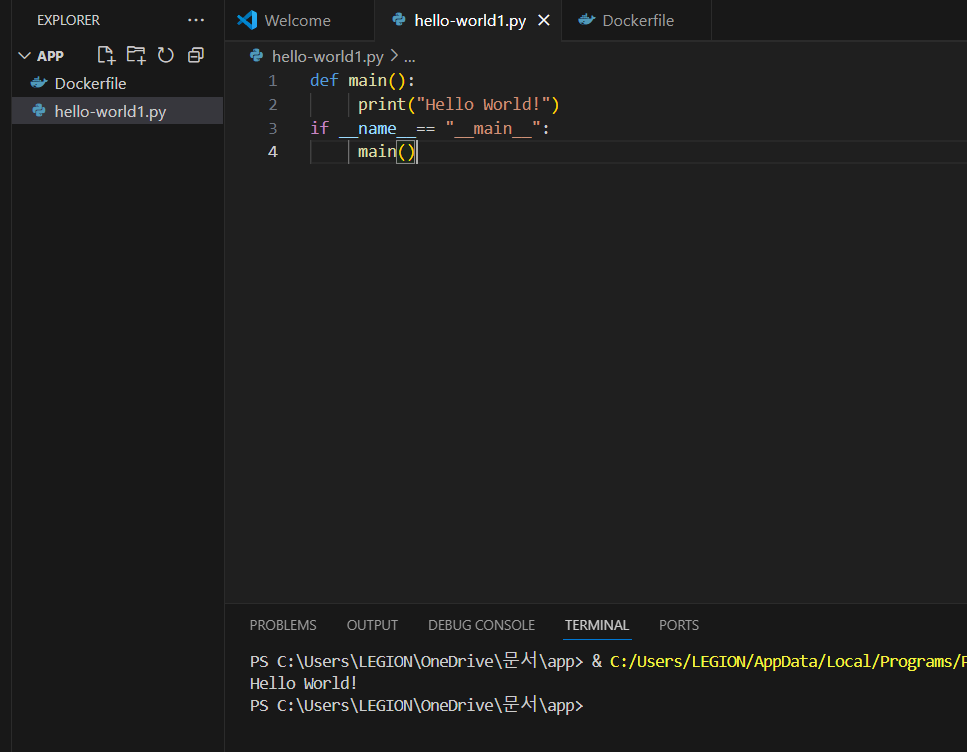 EXPLORER ...
Welcome hello-world1.py Dockerfile
APP
Dockerfile
hello-world1.py
hello-world1.py > ...
1 def main():
2 print("Hello World!")
3 if __name__== "__main__":
4 main()
PROBLEMS OUTPUT DEBUG CONSOLE TERMINAL PORTS
PS C:\Users\LEGION\OneDrive\문서\app> & C:/Users/LEGION/AppData/Local/Programs/
Hello World!
PS C:\Users\LEGION\OneDrive\문서\app>